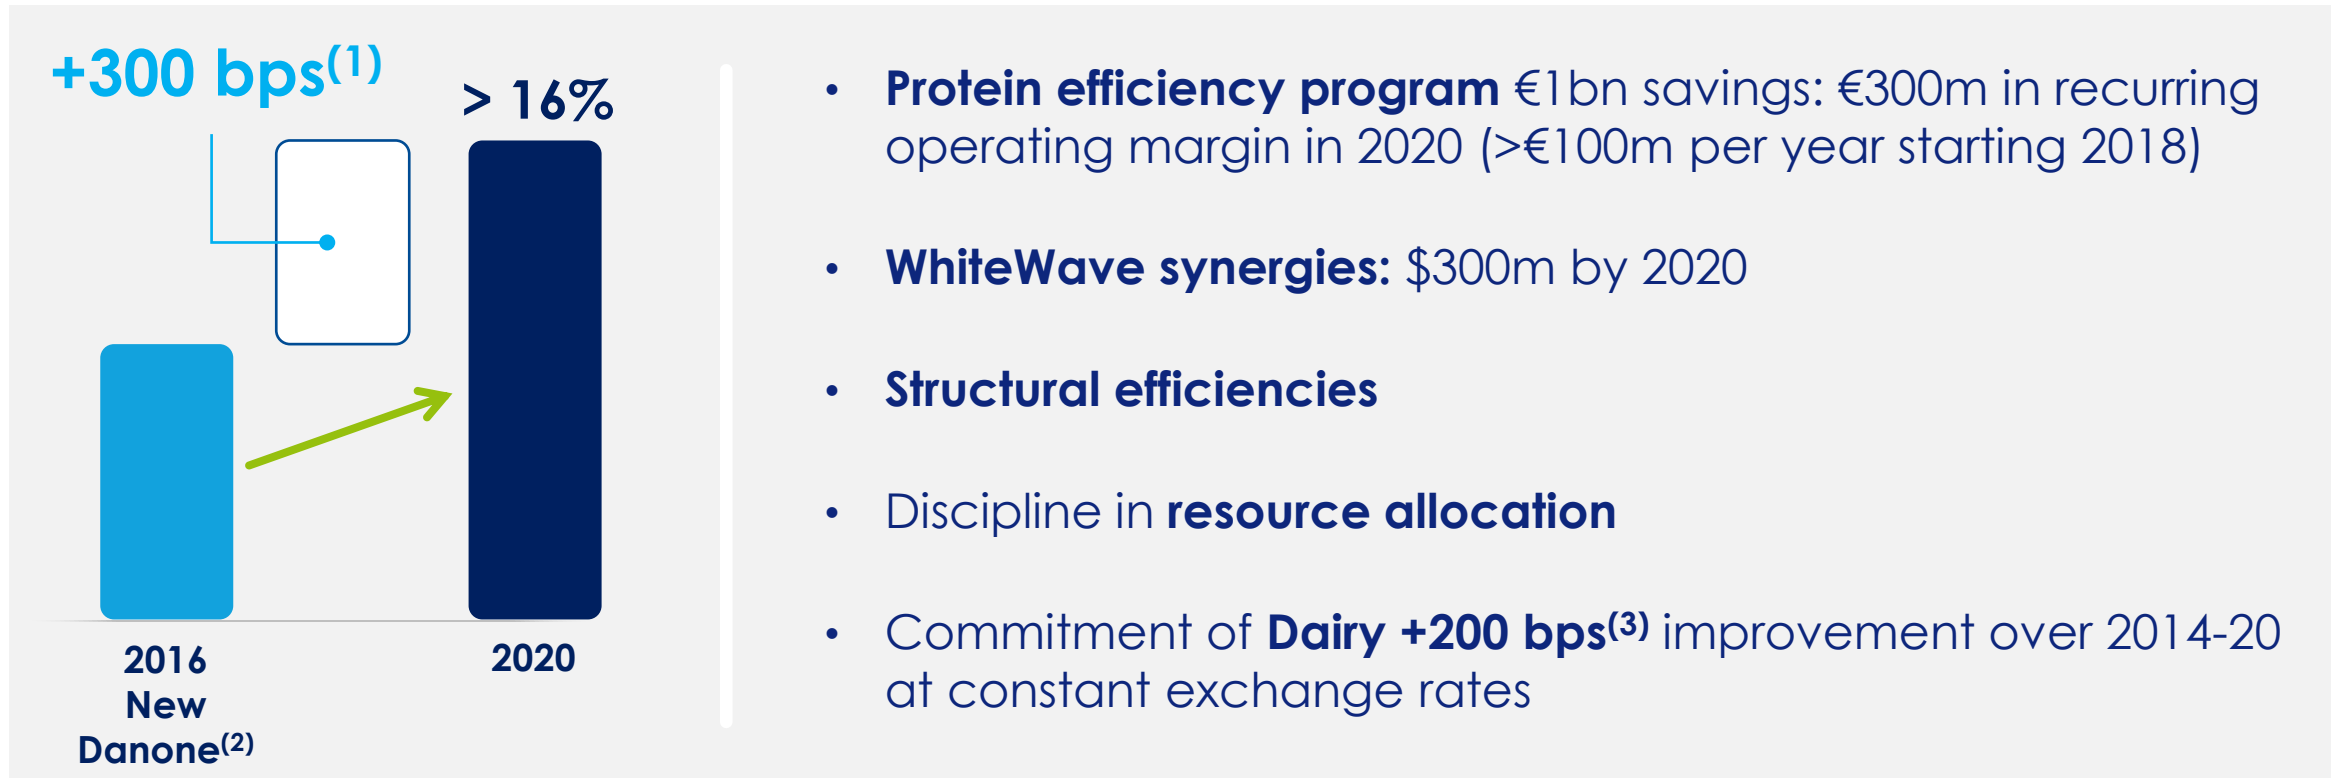 +300 bps(1)
> 16%
2016
New
Danone(2)
2020
• Protein efficiency program €1bn savings: €300m in recurring
operating margin in 2020 (>€100m per year starting 2018)
• WhiteWave synergies: $300m by 2020
• Structural efficiencies
• Discipline in resource allocation
• Commitment of Dairy +200 bps(3) improvement over 2014-20
at constant exchange rates